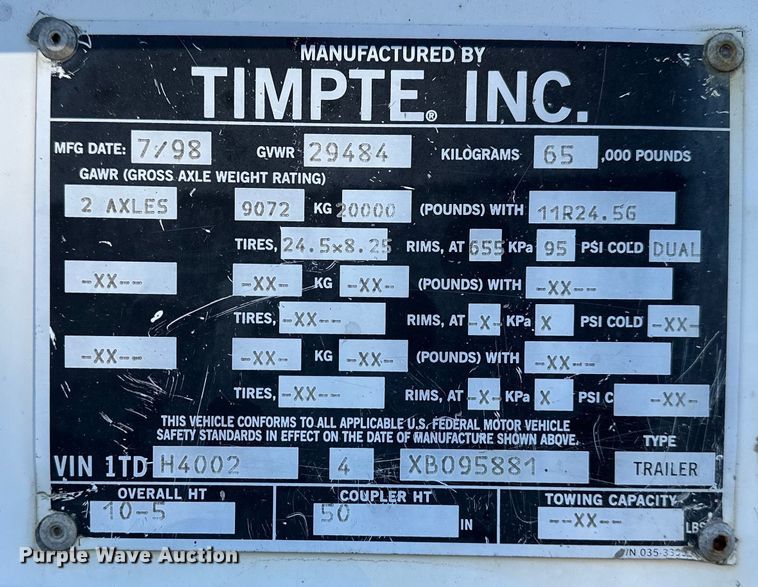 MANUFACTURED BY
TIMPTE® INC.
MFG DATE: 7/98 GVWR 29484 KILOGRAMS 65 ,000 POUNDS
GAWR (GROSS AXLE WEIGHT RATING)
2 AXLES 9072 KG 20000 (POUNDS) WITH 11R24.5G
TIRES, 24.5x8.25 RIMS, AT 655 KPa 95 PSI COLD DUAL
-XX-- -XX-- KG -XX-- (POUNDS) WITH -XX--
TIRES, -XX-- RIMS, AT -X- KPa X PSI COLD -XX-
-XX-- -XX-- KG -XX-- (POUNDS) WITH -XX--
TIRES, -XX-- RIMS, AT -X- KPa X PSI C -XX--
THIS VEHICLE CONFORMS TO ALL APPLICABLE U.S. FEDERAL MOTOR VEHICLE
SAFETY STANDARDS IN EFFECT ON THE DATE OF MANUFACTURE SHOWN ABOVE. TYPE
VIN 1TD H4002 4 XB095881 TRAILER
OVERALL HT COUPLER HT TOWING CAPACITY
10-5 50 IN --XX-- LBS
Purple Wave Auction